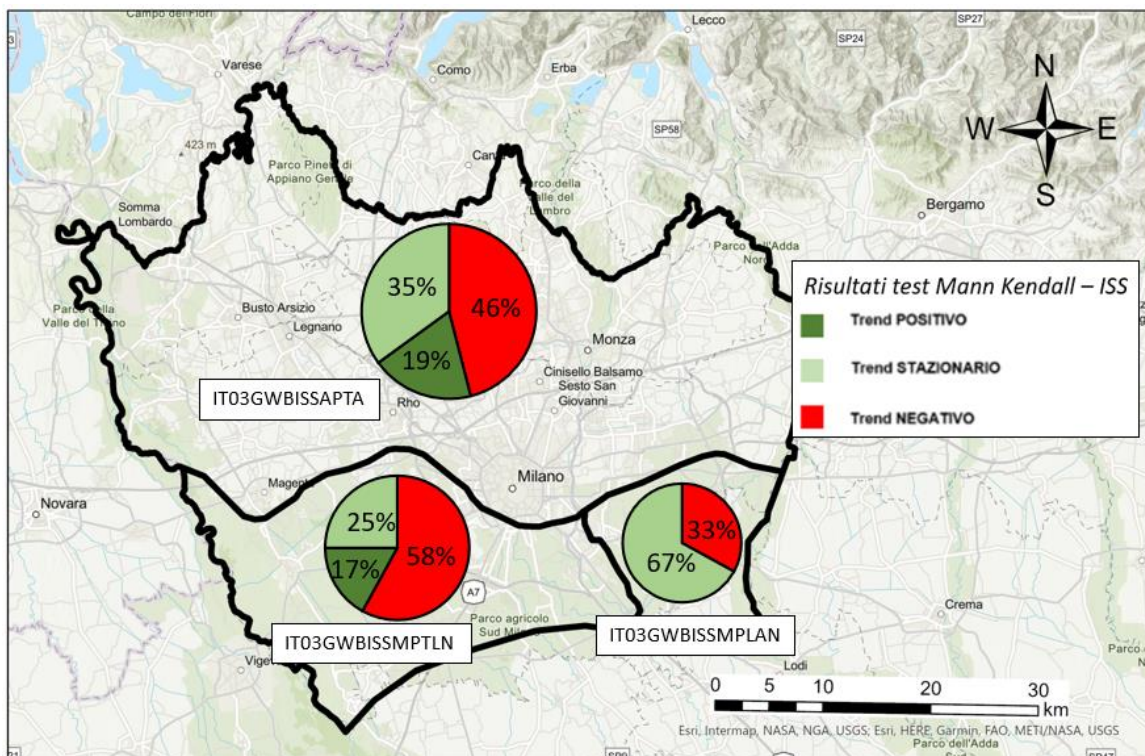 Campo dei Fiori
Lecco
SP27
SP24
Varese
Como
Erba
N
W
E
S
SP58
423 m
Parco Pineta di
Appiano Gentile
Parco della
Valle del Lambro
Somma
Lombardo
Bergamo
Parco dell'Adda
Nord
Parco della
Valle del Ticino
Busto Arsizio
Legnano
35%
46%
19%
Monza
Cinisello Balsamo
Sesto San
Giovanni
Rho
IT03GWBISSAPTA
Risultati test Mann Kendall – ISS
Trend POSITIVO
Trend STAZIONARIO
Trend NEGATIVO
Novara
Magenta
Milano
25%
58%
17%
33%
67%
A7
Parco agricolo
Crema
IT03GWBISSMPTLN
IT03GWBISSMPLAN
Lodi
0 5 10 20 30
km
Esri, Intermap, NASA, NGA, USGS; Esri, HERE, Garmin, FAO, METI/NASA, USGS
Parco dell'Adda